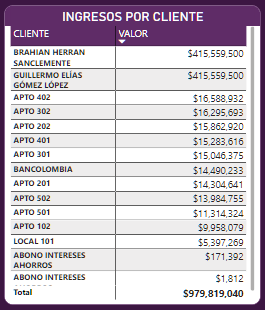 INGRESOS POR CLIENTE
CLIENTE VALOR
BRAHIAN HERRAN $415,559,500
SANCLEMENTE
GUILLERMO ELÍAS $415,559,500
GÓMEZ LÓPEZ
APTO 402 $16,588,932
APTO 302 $16,295,693
APTO 202 $15,862,920
APTO 401 $15,283,616
APTO 301 $15,046,375
BANCOLOMBIA $14,490,233
APTO 201 $14,304,641
APTO 502 $13,984,755
APTO 501 $11,314,324
APTO 102 $9,958,079
LOCAL 101 $5,397,269
ABONO INTERESES $171,392
AHORROS
ABONO INTERESES $1,812
Total $979,819,040